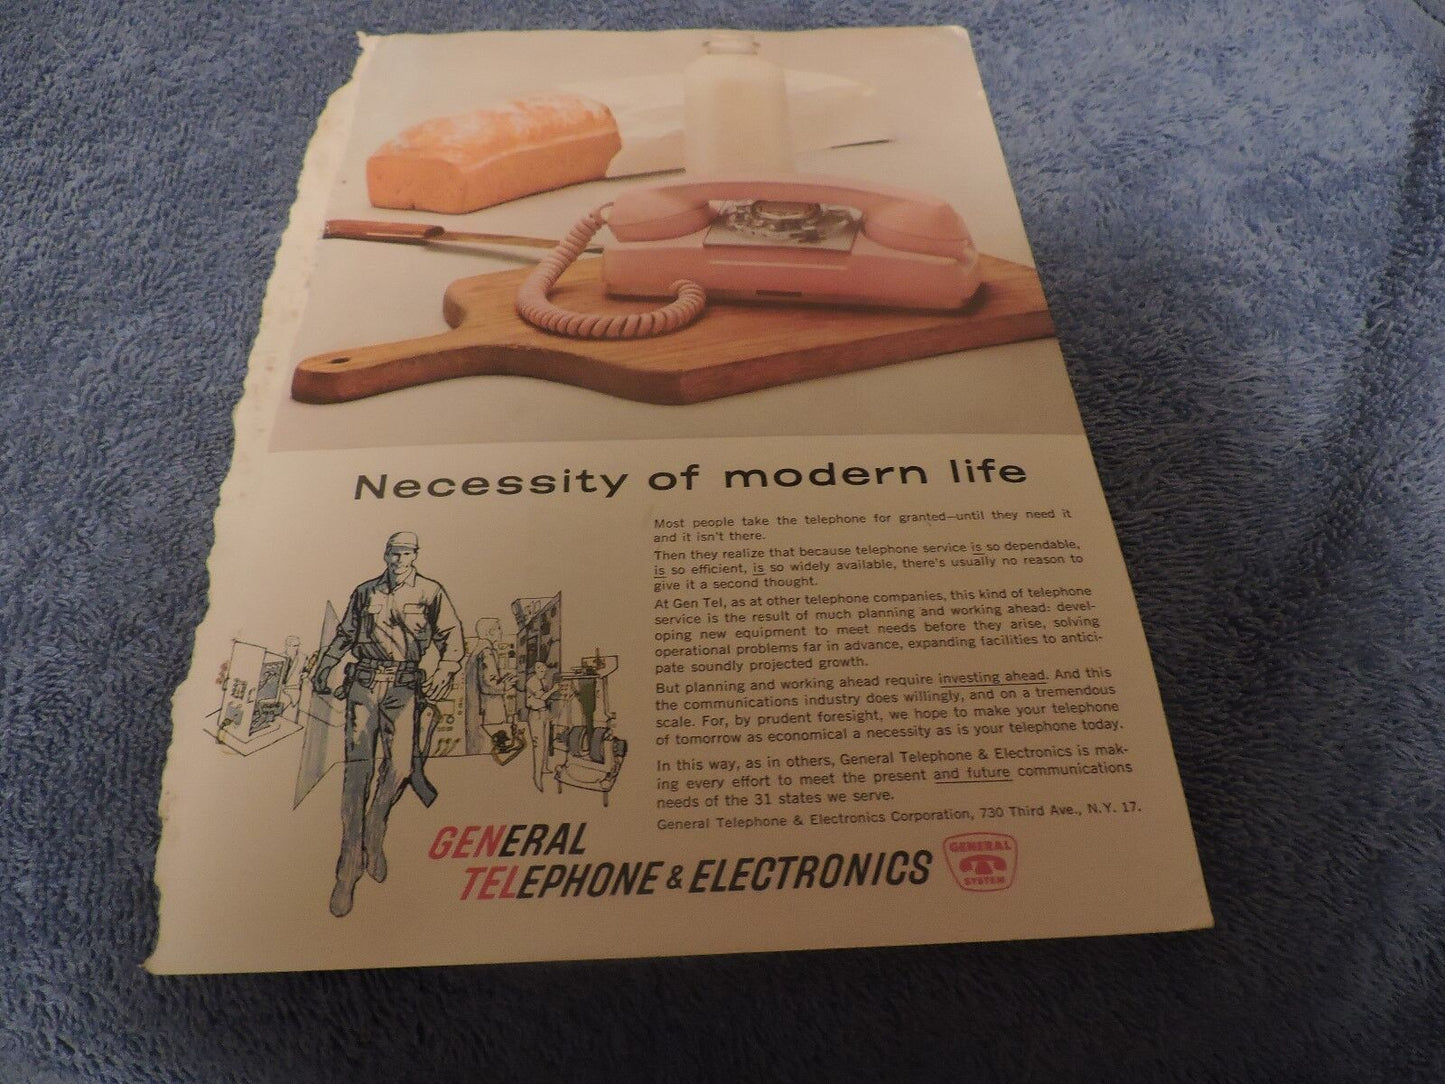 Necessity of modern life
Most people take the telephone for granted—until they need it
and it isn't there.
Then they realize that because telephone service is so dependable,
is so efficient, is so widely available, there's usually no reason to
give it a second thought.
At Gen Tel, as at other telephone companies, this kind of telephone
service is the result of much planning and working ahead: devel-
oping new equipment to meet needs before they arise, solving
operational problems far in advance, expanding facilities to antici-
pate soundly projected growth.
But planning and working ahead require investing ahead. And this
the communications industry does willingly, and on a tremendous
scale. For, by prudent foresight, we hope to make your telephone
of tomorrow as economical a necessity as is your telephone today.
In this way, as in others, General Telephone & Electronics is mak-
ing every effort to meet the present and future communications
needs of the 31 states we serve.
General Telephone & Electronics Corporation, 730 Third Ave., N.Y. 17.
GENERAL
TELEPHONE & ELECTRONICS
GENERAL
SYSTEM